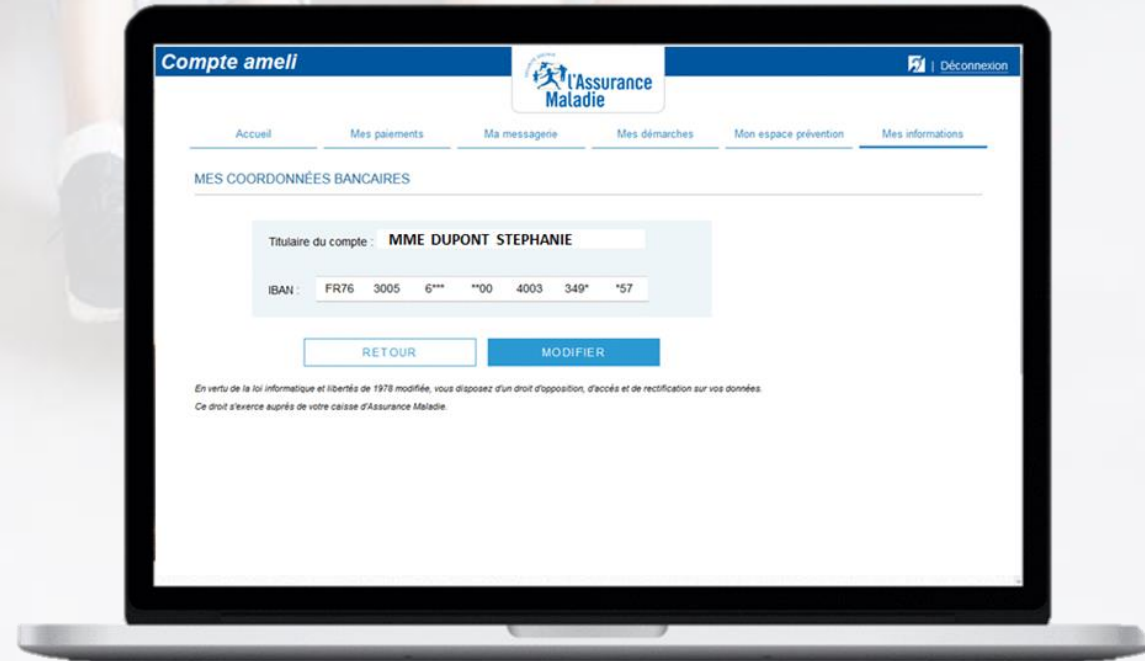 Compte ameli
l'Assurance
Maladie
| Déconnexion
Accueil Mes paiements Ma messagerie Mes démarches Mon espace prévention Mes informations
MES COORDONNÉES BANCAIRES
Titulaire du compte : MME DUPONT STEPHANIE
IBAN : FR76 3005 6*** **00 4003 349* *57
RETOUR MODIFIER
En vertu de la loi informatique et libertés de 1978 modifiée, vous disposez d'un droit d'opposition, d'accés et de rectification sur vos données.
Ce droit s'exerce auprès de votre caisse d'Assurance Maladie.